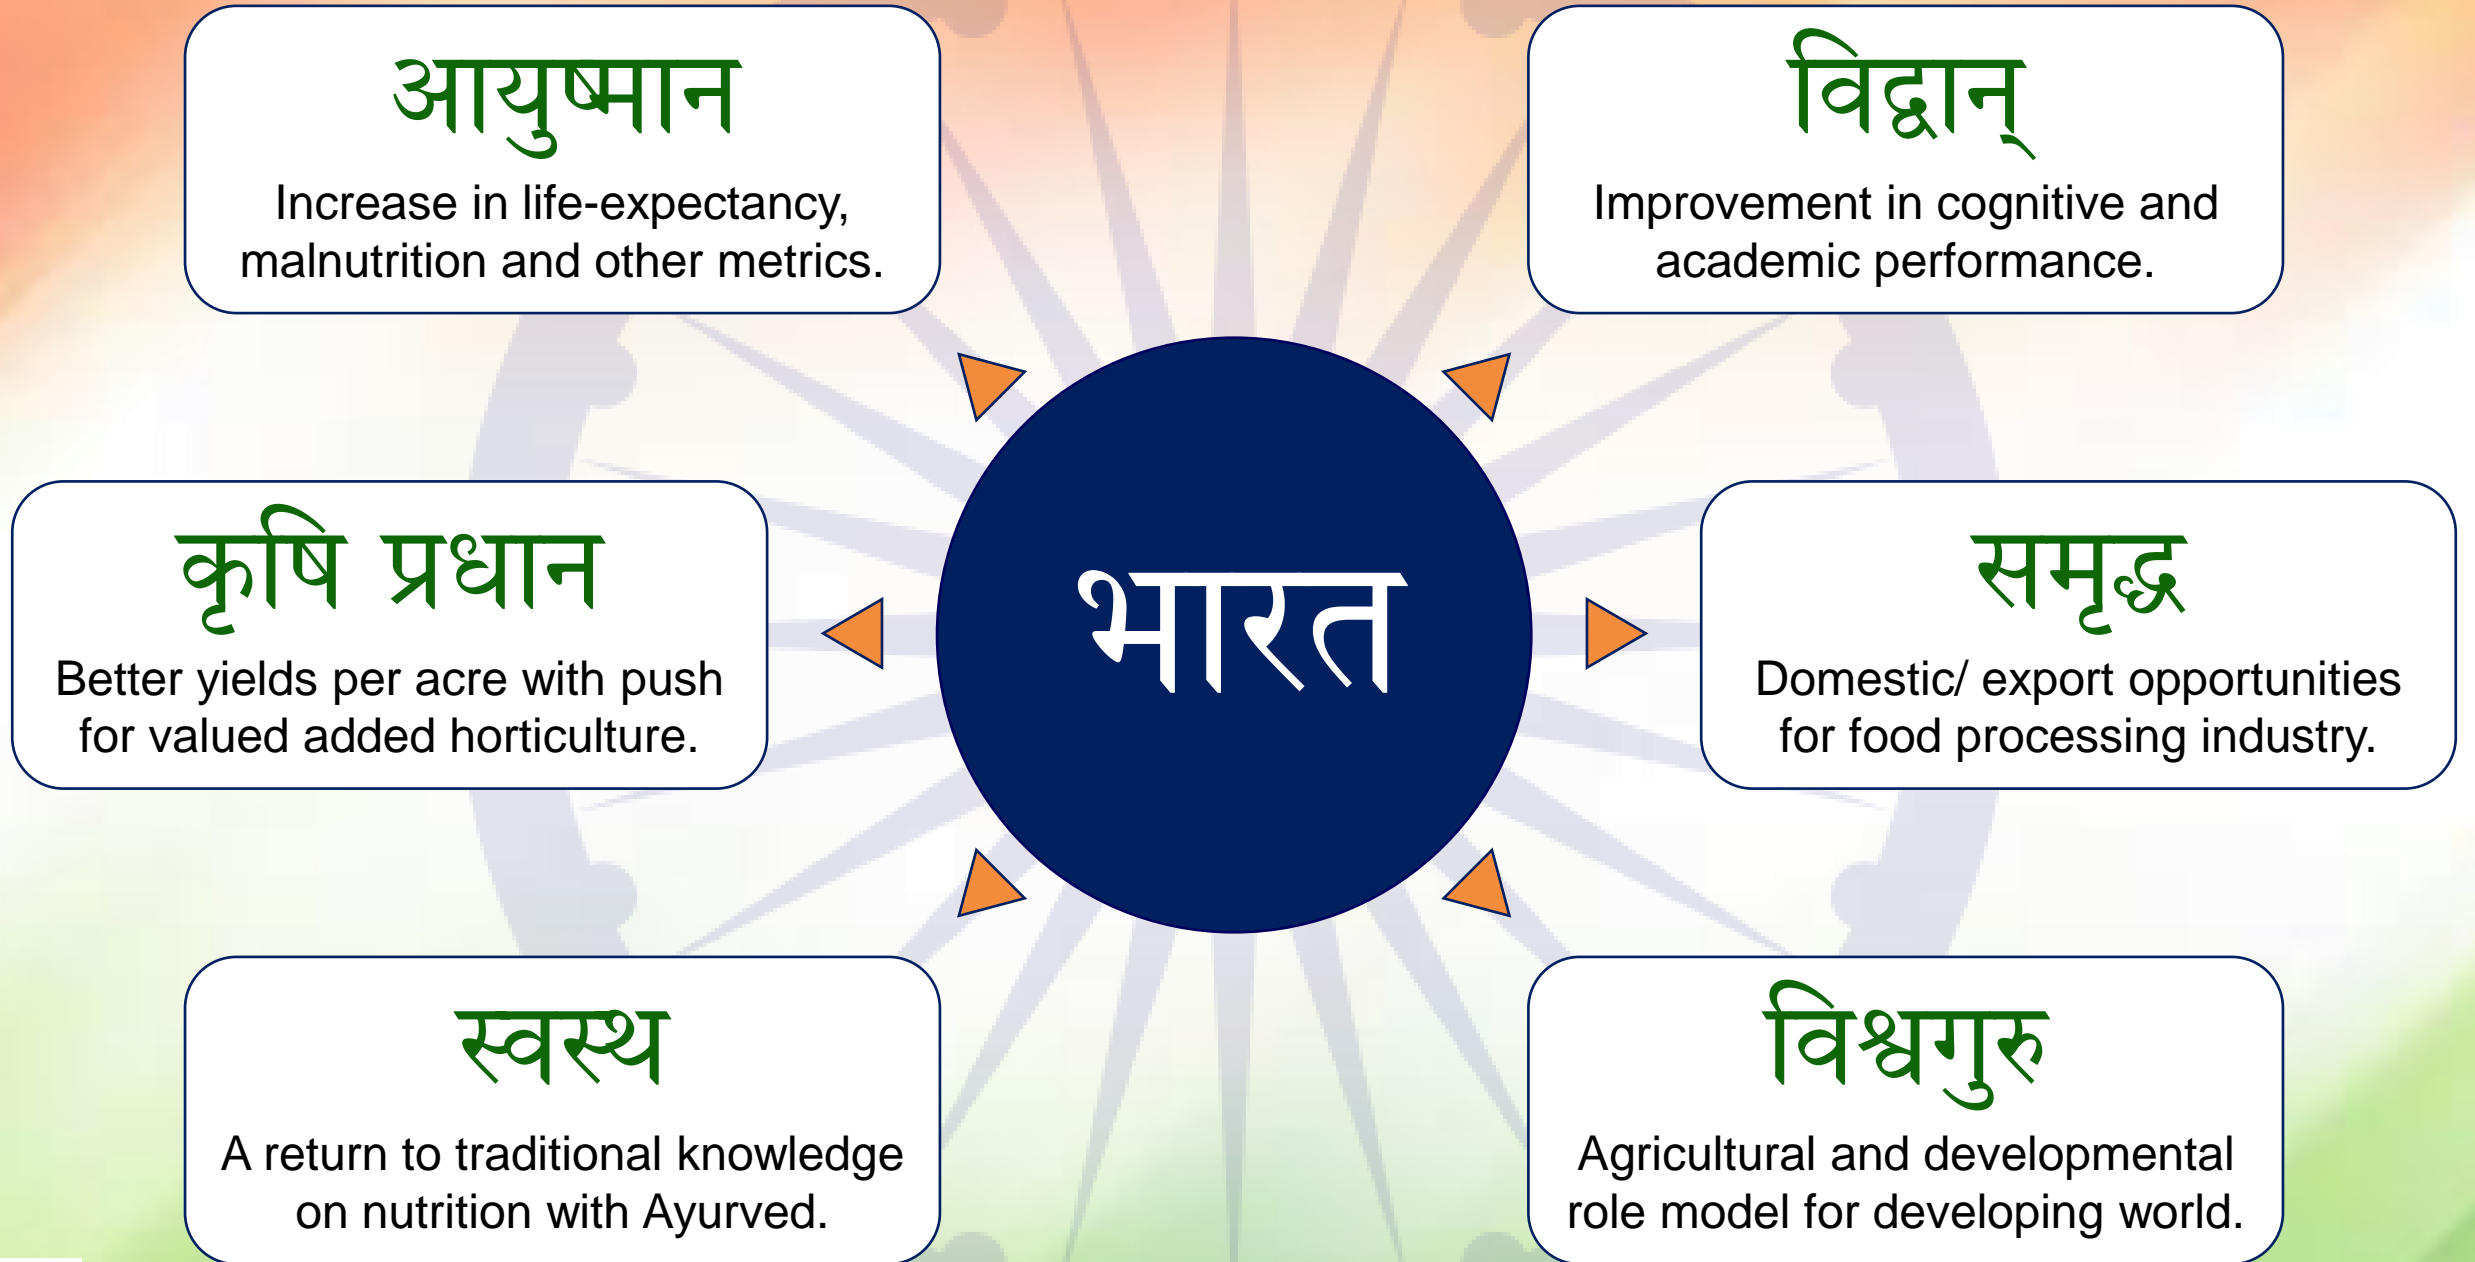 आयुष्मान
Increase in life-expectancy,
malnutrition and other metrics.
विद्वान्
Improvement in cognitive and
academic performance.
कृषि प्रधान
Better yields per acre with push
for valued added horticulture.
भारत
समृद्ध
Domestic/ export opportunities
for food processing industry.
स्वस्थ
A return to traditional knowledge
on nutrition with Ayurved.
विश्वगुरु
Agricultural and developmental
role model for developing world.